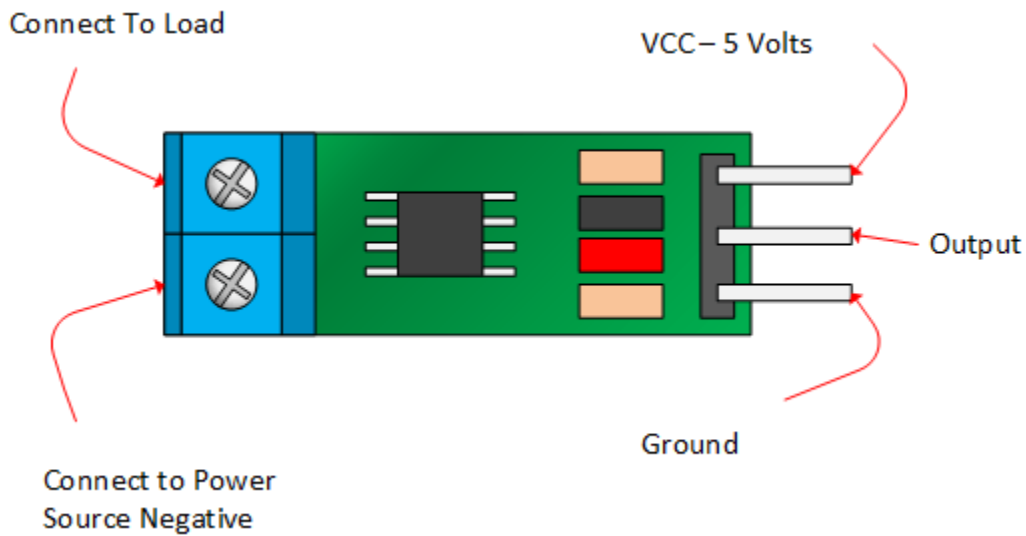 Connect To Load
VCC – 5 Volts
Output
Ground
Connect to Power
Source Negative